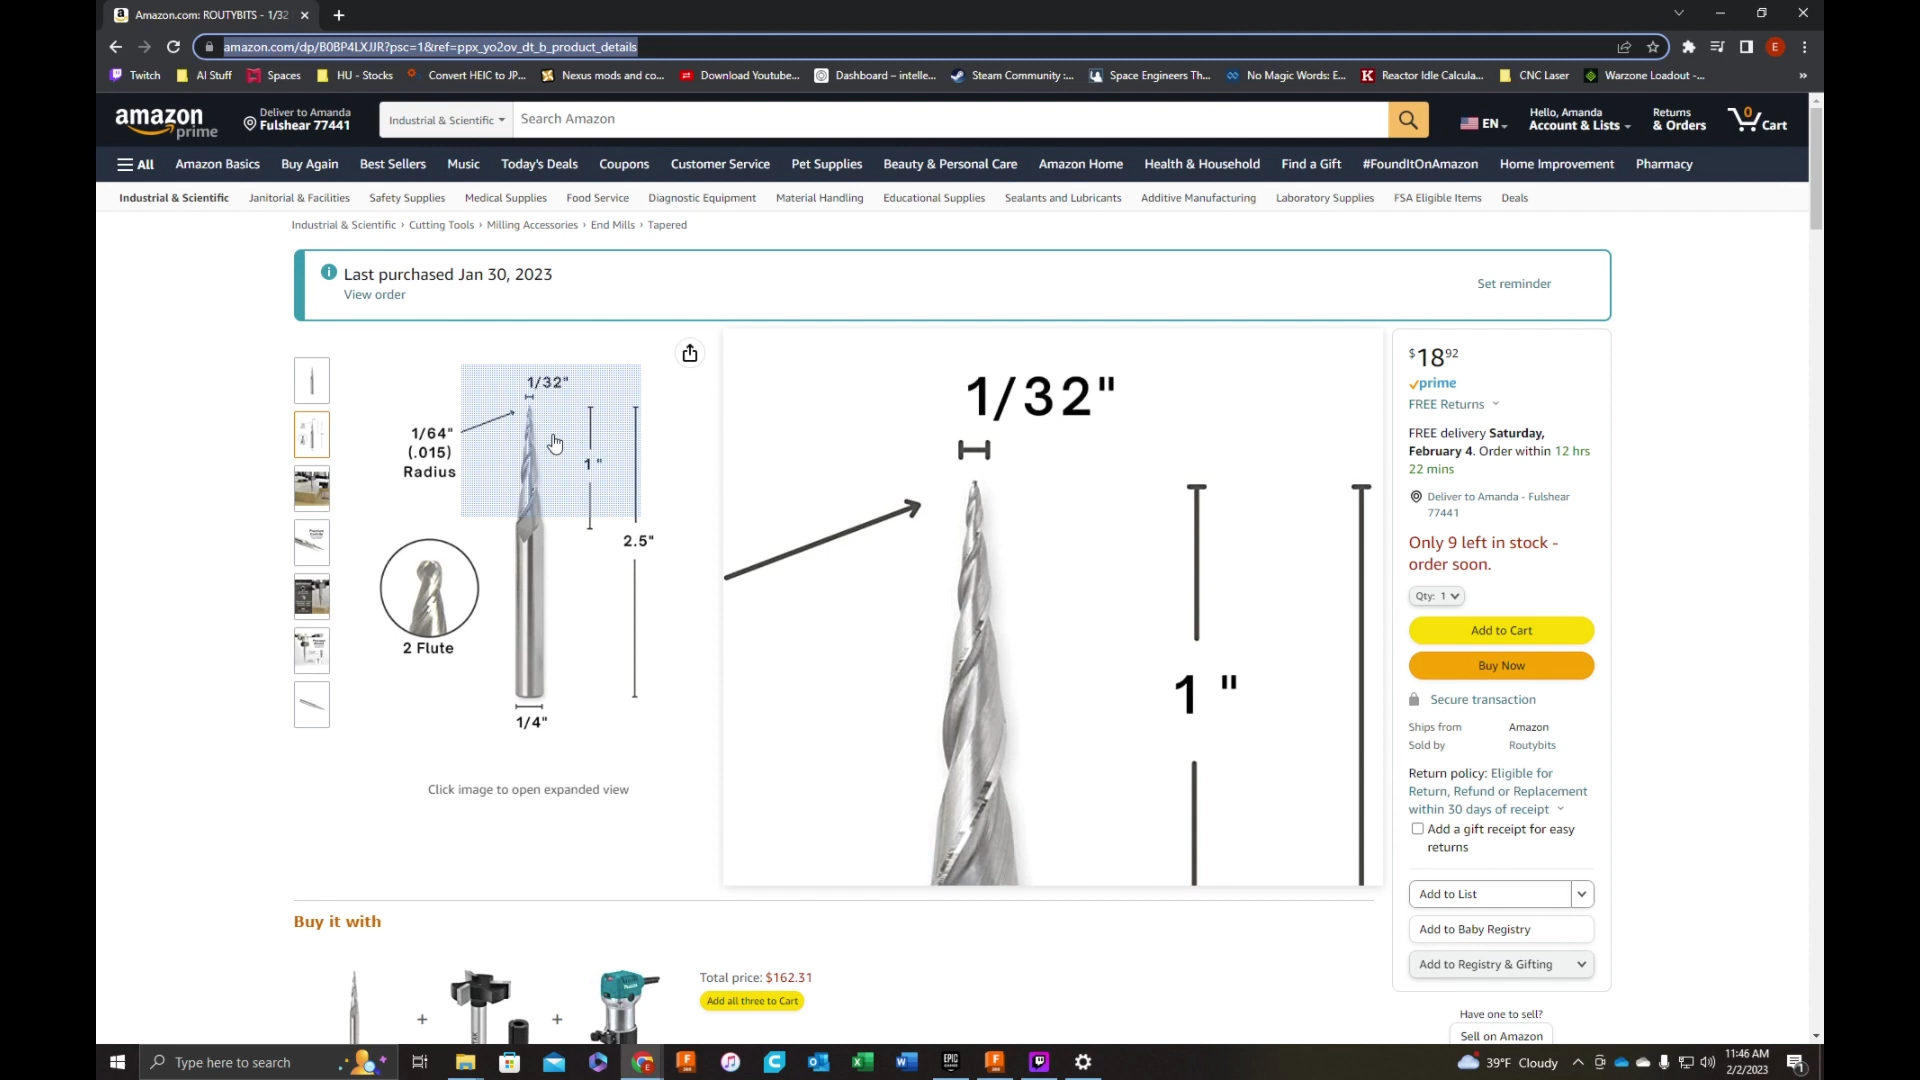 Amazon.com: ROUTYBITS - 1/32
amazon.com/dp/B0BP4LXJJR?psc=1&ref=ppx_yo2ov_dt_b_product_details
E
Twitch AI Stuff Spaces HU - Stocks Convert HEIC to JP... Nexus mods and co... Download Youtube... Dashboard – intelle... Steam Community :... Space Engineers Th... No Magic Words: E... Reactor Idle Calcula... CNC Laser Warzone Loadout -... »
amazon prime
Deliver to Amanda
Fulshear 77441
Industrial & Scientific
Search Amazon
EN
Hello, Amanda
Account & Lists
Returns
& Orders
0
Cart
All Amazon Basics Buy Again Best Sellers Music Today's Deals Coupons Customer Service Pet Supplies Beauty & Personal Care Amazon Home Health & Household Find a Gift #FoundItOnAmazon Home Improvement Pharmacy
Industrial & Scientific Janitorial & Facilities Safety Supplies Medical Supplies Food Service Diagnostic Equipment Material Handling Educational Supplies Sealants and Lubricants Additive Manufacturing Laboratory Supplies FSA Eligible Items Deals
Industrial & Scientific › Cutting Tools › Milling Accessories › End Mills › Tapered
Last purchased Jan 30, 2023
View order
Set reminder
1/32"
1/64"
(.015)
Radius
1 "
2.5"
2 Flute
1/4"
Click image to open expanded view
1/32"
1 "
$18 92
prime
FREE Returns
FREE delivery Saturday,
February 4. Order within 12 hrs
22 mins
Deliver to Amanda - Fulshear
77441
Only 9 left in stock -
order soon.
Qty: 1
Add to Cart
Buy Now
Secure transaction
Ships from Amazon
Sold by Routybits
Return policy: Eligible for
Return, Refund or Replacement
within 30 days of receipt
Add a gift receipt for easy
returns
Add to List
Add to Baby Registry
Add to Registry & Gifting
Have one to sell?
Sell on Amazon
Buy it with
+ +
Total price: $162.31
Add all three to Cart
Type here to search
39°F Cloudy
11:46 AM
2/2/2023